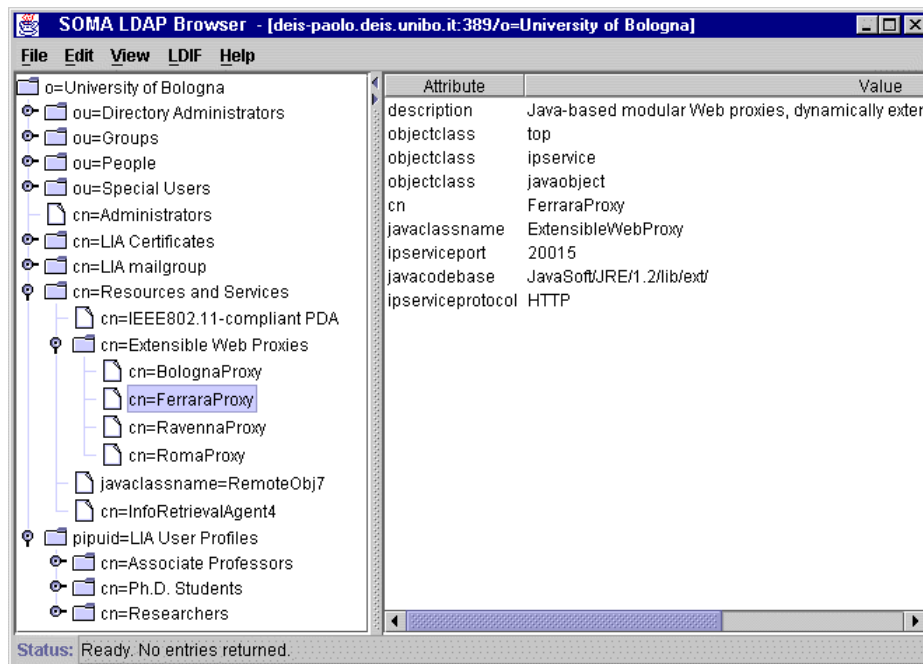 SOMA LDAP Browser - [deis-paolo.deis.unibo.it:389/o=University of Bologna]
File Edit View LDIF Help
o=University of Bologna
ou=Directory Administrators
ou=Groups
ou=People
ou=Special Users
cn=Administrators
cn=LIA Certificates
cn=LIA mailgroup
cn=Resources and Services
cn=IEEE802.11-compliant PDA
cn=Extensible Web Proxies
cn=BolognaProxy
cn=FerraraProxy
cn=RavennaProxy
cn=RomaProxy
javaclassname=RemoteObj7
cn=InfoRetrievalAgent4
pipuid=LIA User Profiles
cn=Associate Professors
cn=Ph.D. Students
cn=Researchers
Attribute Value
description Java-based modular Web proxies, dynamically exter
objectclass top
objectclass ipservice
objectclass javaobject
cn FerraraProxy
javaclassname ExtensibleWebProxy
ipserviceport 20015
javacodebase JavaSoft/JRE/1.2/lib/ext/
ipserviceprotocol HTTP
Status: Ready. No entries returned.